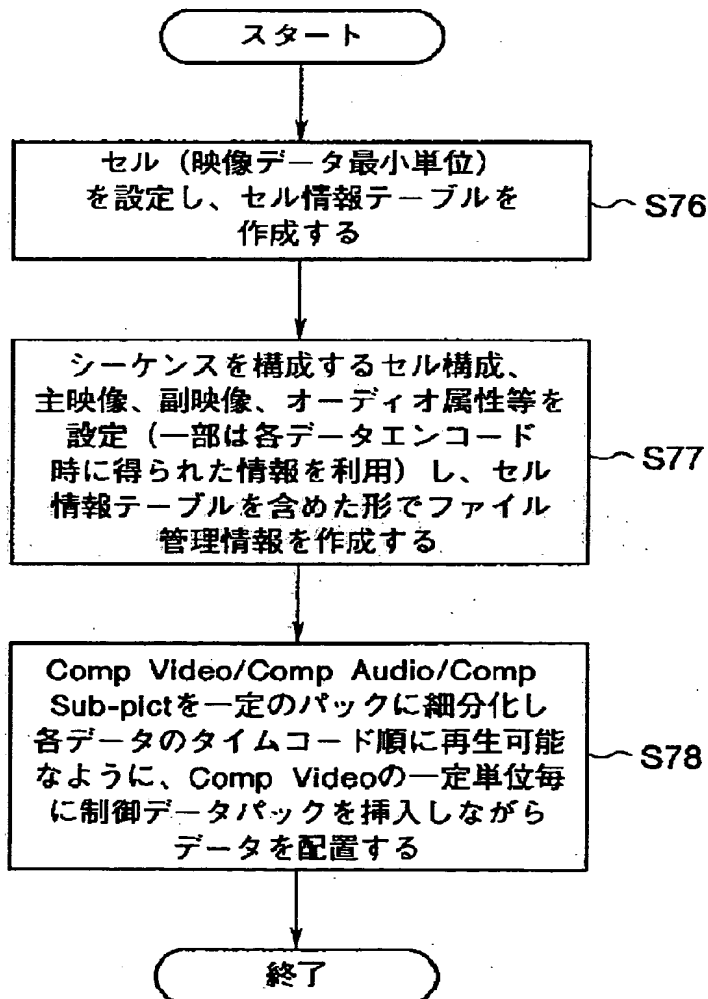 スタート
セル（映像データ最小単位）
を設定し、セル情報テーブルを
作成する
S76
シーケンスを構成するセル構成、
主映像、副映像、オーディオ属性等を
設定（一部は各データエンコード
時に得られた情報を利用）し、セル
情報テーブルを含めた形でファイル
管理情報を作成する
S77
Comp Video/Comp Audio/Comp
Sub-pictを一定のパックに細分化し
各データのタイムコード順に再生可能
なように、Comp Videoの一定単位毎
に制御データパックを挿入しながら
データを配置する
S78
終了